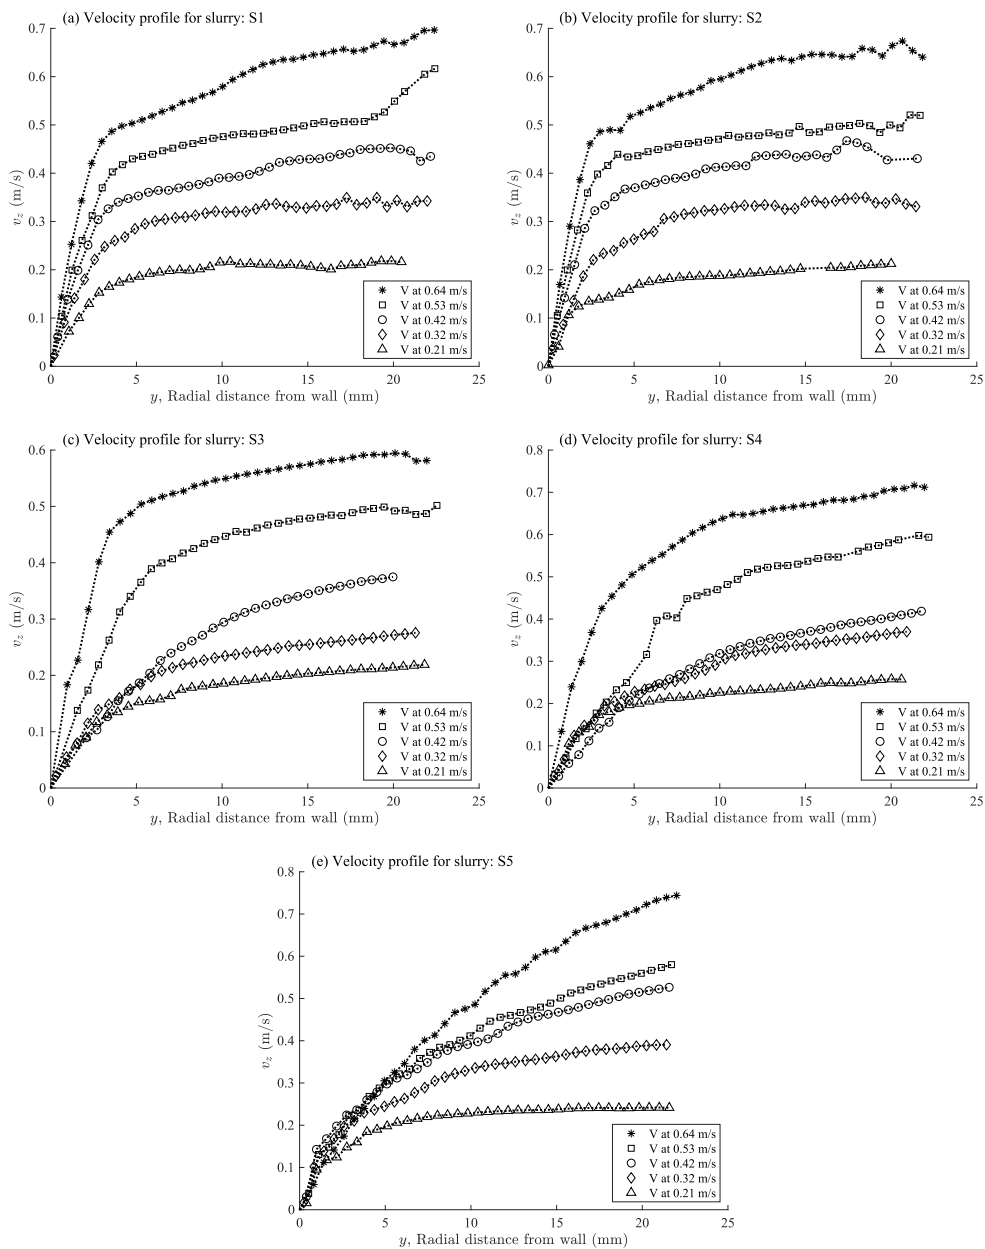 (a) Velocity profile for slurry: S1
0.7
0.6
0.5
0.4
0.3
0.2
0.1
0
v_z (m/s)
V at 0.64 m/s
V at 0.53 m/s
V at 0.42 m/s
V at 0.32 m/s
V at 0.21 m/s
0 5 10 15 20 25
y, Radial distance from wall (mm)
(b) Velocity profile for slurry: S2
0.7
0.6
0.5
0.4
0.3
0.2
0.1
0
v_z (m/s)
V at 0.64 m/s
V at 0.53 m/s
V at 0.42 m/s
V at 0.32 m/s
V at 0.21 m/s
0 5 10 15 20 25
y, Radial distance from wall (mm)
(c) Velocity profile for slurry: S3
0.6
0.5
0.4
0.3
0.2
0.1
0
v_z (m/s)
V at 0.64 m/s
V at 0.53 m/s
V at 0.42 m/s
V at 0.32 m/s
V at 0.21 m/s
0 5 10 15 20 25
y, Radial distance from wall (mm)
(d) Velocity profile for slurry: S4
0.8
0.7
0.6
0.5
0.4
0.3
0.2
0.1
0
v_z (m/s)
V at 0.64 m/s
V at 0.53 m/s
V at 0.42 m/s
V at 0.32 m/s
V at 0.21 m/s
0 5 10 15 20 25
y, Radial distance from wall (mm)
(e) Velocity profile for slurry: S5
0.8
0.7
0.6
0.5
0.4
0.3
0.2
0.1
0
v_z (m/s)
V at 0.64 m/s
V at 0.53 m/s
V at 0.42 m/s
V at 0.32 m/s
V at 0.21 m/s
0 5 10 15 20 25
y, Radial distance from wall (mm)